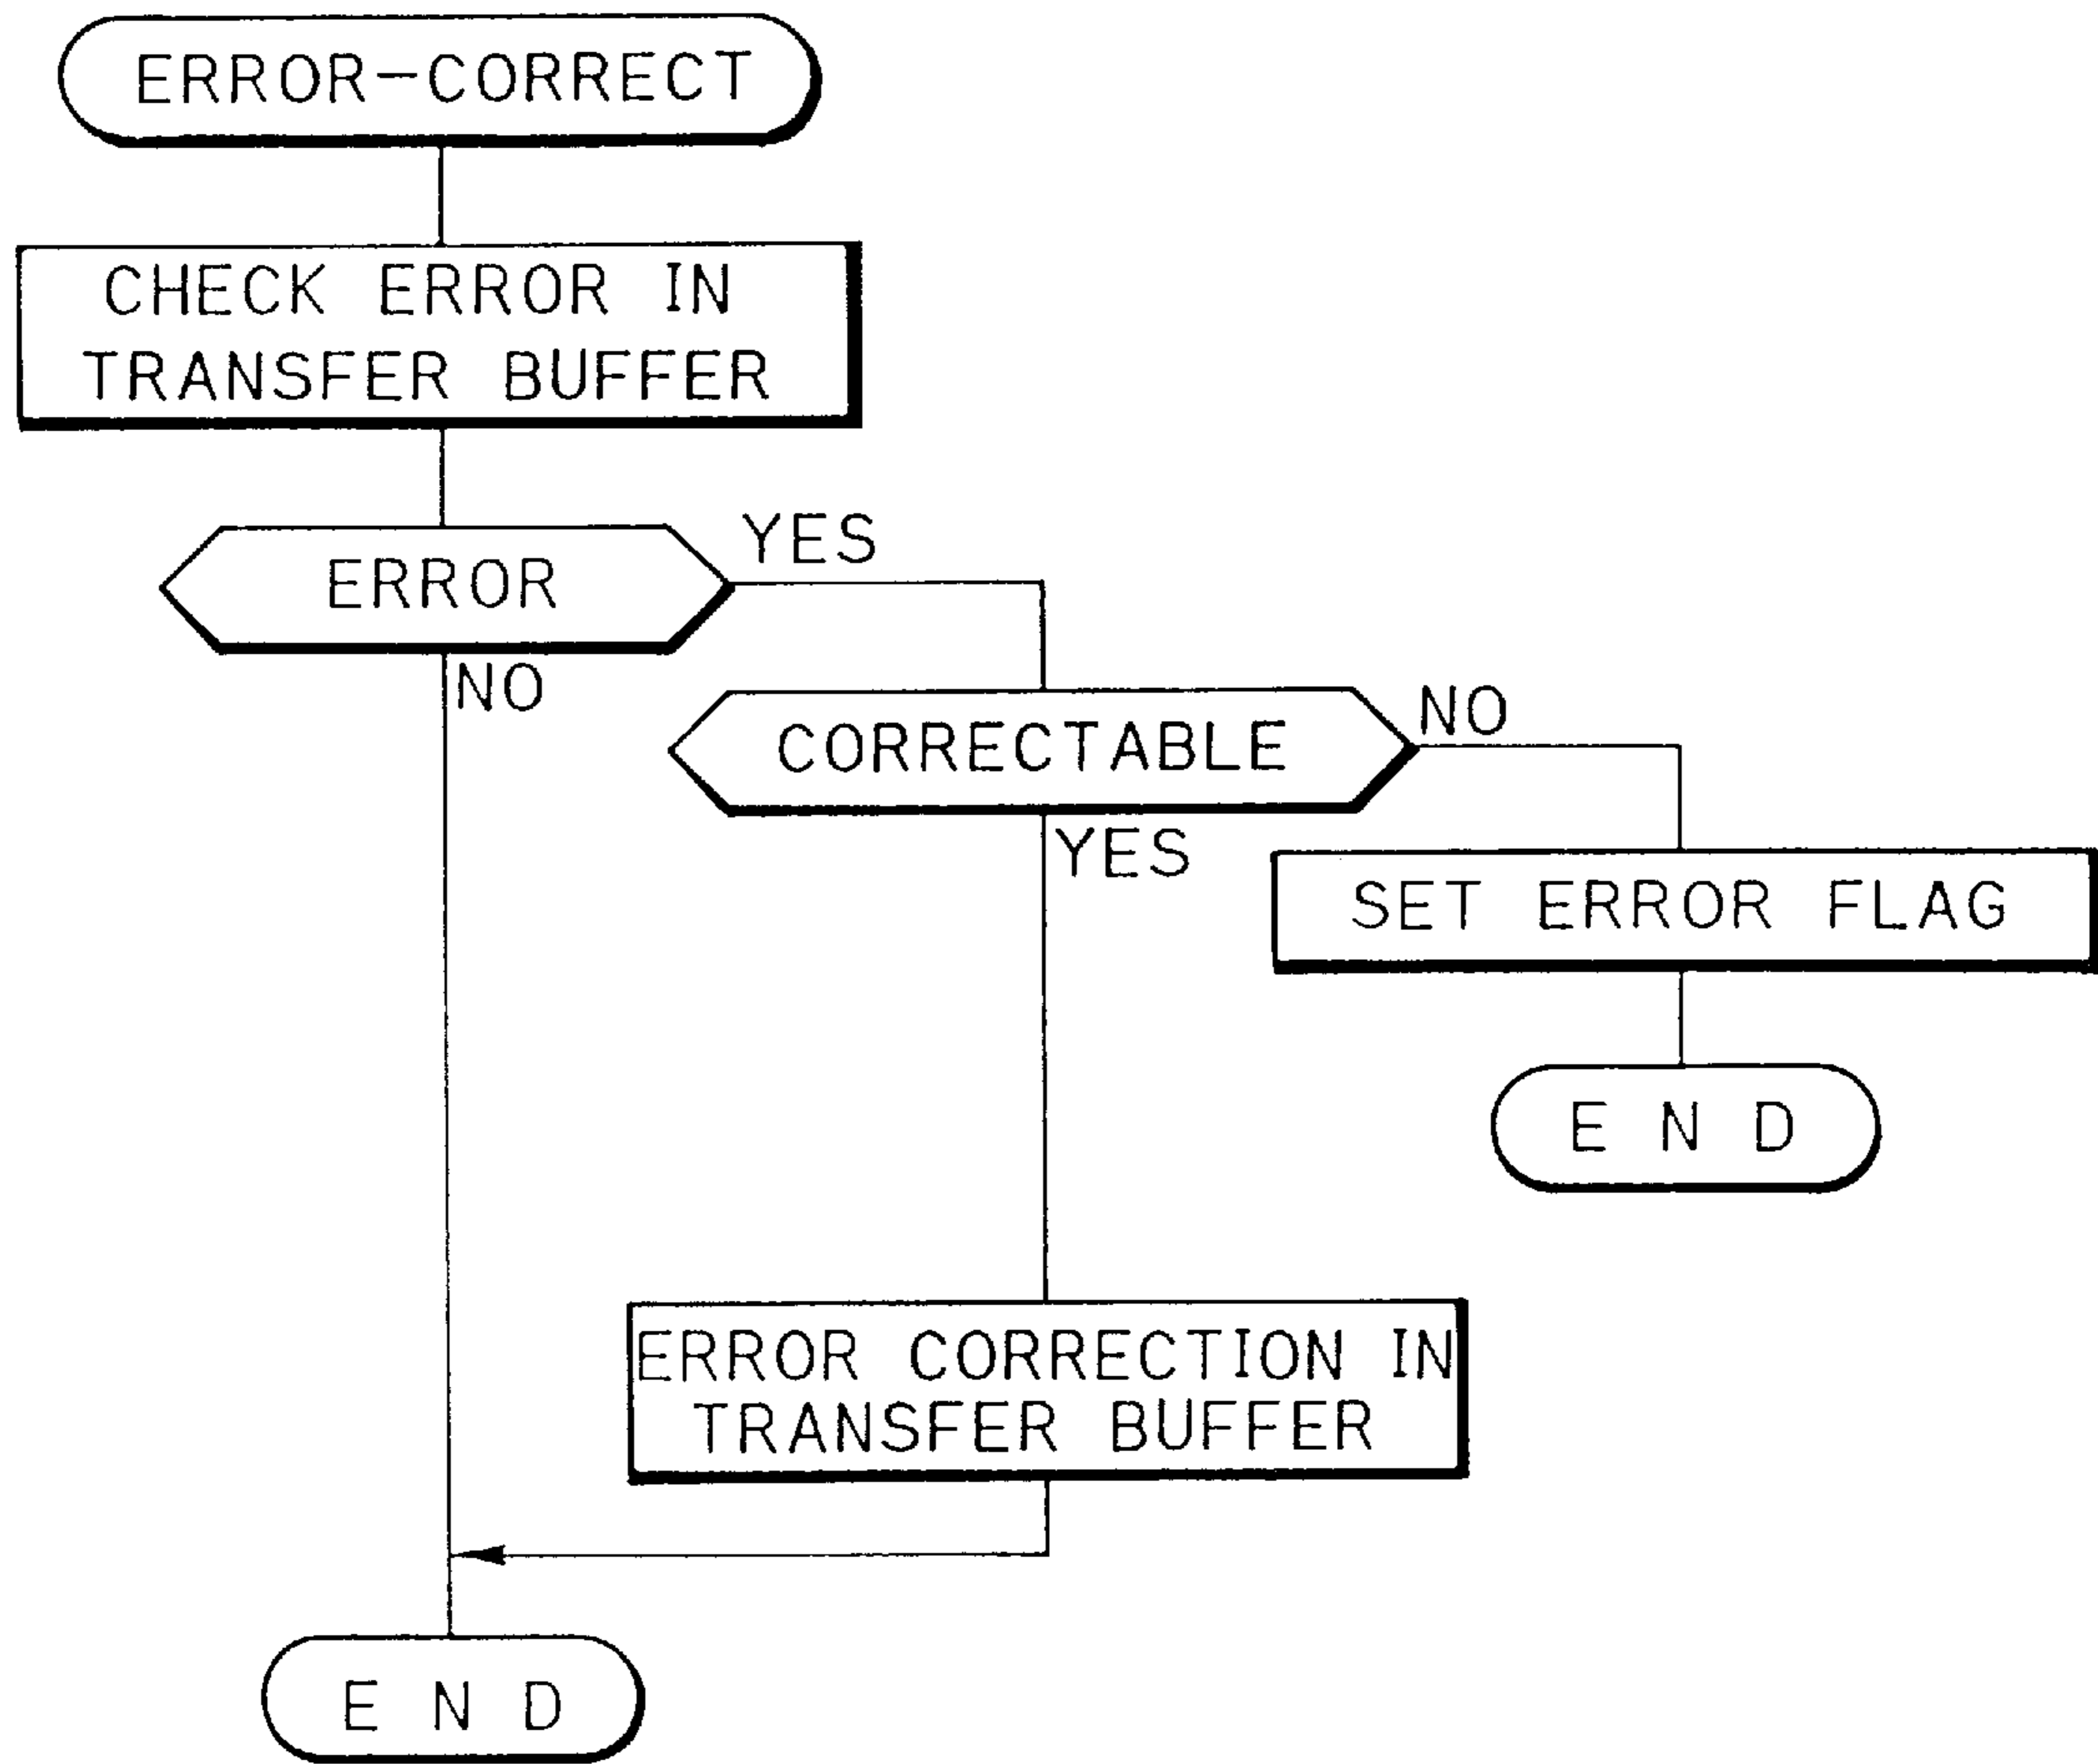 ERROR-CORRECT
CHECK ERROR IN
TRANSFER BUFFER
ERROR
YES
NO
CORRECTABLE
NO
YES
SET ERROR FLAG
E N D
ERROR CORRECTION IN
TRANSFER BUFFER
E N D